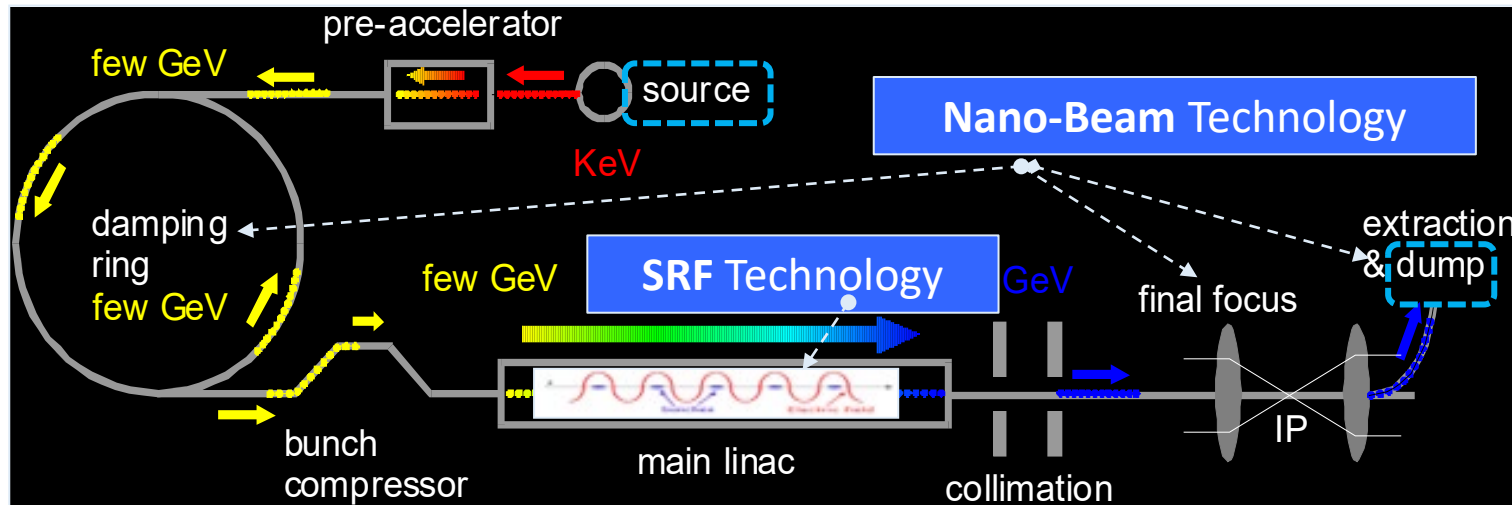 pre-accelerator
few GeV
source
KeV
Nano-Beam Technology
damping
ring
few GeV
few GeV
SRF Technology
GeV
extraction
& dump
final focus
IP
bunch
compressor
main linac
collimation